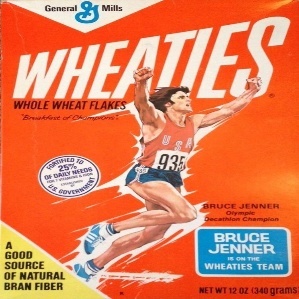 General G Mills
WHEATIES®
WHOLE WHEAT FLAKES
"Breakfast of Champions"
FORTIFIED TO
25%
OF DAILY NEEDS
U.S. GOVERNMENT
USA
935
BRUCE JENNER
Olympic
Decathlon Champion
BRUCE
JENNER
IS ON THE
WHEATIES TEAM
A
GOOD
SOURCE
OF NATURAL
BRAN FIBER
NET WT 12 OZ (340 grams)